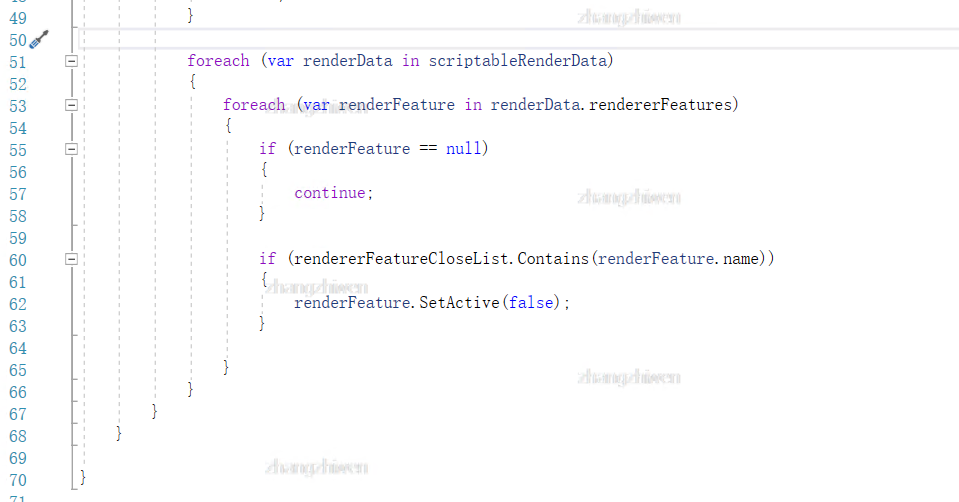 49 }
zhangzhiwen
50
51 foreach (var renderData in scriptableRenderData)
52 {
53 foreach (var renderFeature in renderData.rendererFeatures)
zhangzhiwen
54 {
55 if (renderFeature == null)
56 {
57 continue;
zhangzhiwen
58 }
59
60 if (rendererFeatureCloseList.Contains(renderFeature.name))
61 {
zhangzhiwen
62 renderFeature.SetActive(false);
63 }
64
65 }
66 }
zhangzhiwen
67 }
68 }
69
zhangzhiwen
70 }